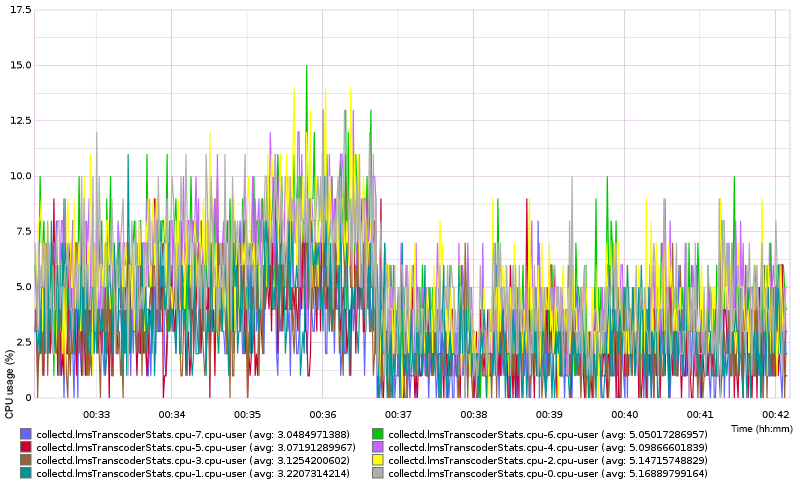 17.5
15.0
12.5
10.0
7.5
5.0
2.5
0
CPU usage (%)
00:33 00:34 00:35 00:36 00:37 00:38 00:39 00:40 00:41 00:42
Time (hh:mm)
collectd.lmsTranscoderStats.cpu-7.cpu-user (avg: 3.0484971388) collectd.lmsTranscoderStats.cpu-6.cpu-user (avg: 5.05017286957)
collectd.lmsTranscoderStats.cpu-5.cpu-user (avg: 3.07191289967) collectd.lmsTranscoderStats.cpu-4.cpu-user (avg: 5.09866601839)
collectd.lmsTranscoderStats.cpu-3.cpu-user (avg: 3.1254200602) collectd.lmsTranscoderStats.cpu-2.cpu-user (avg: 5.14715748829)
collectd.lmsTranscoderStats.cpu-1.cpu-user (avg: 3.2207314214) collectd.lmsTranscoderStats.cpu-0.cpu-user (avg: 5.16889799164)